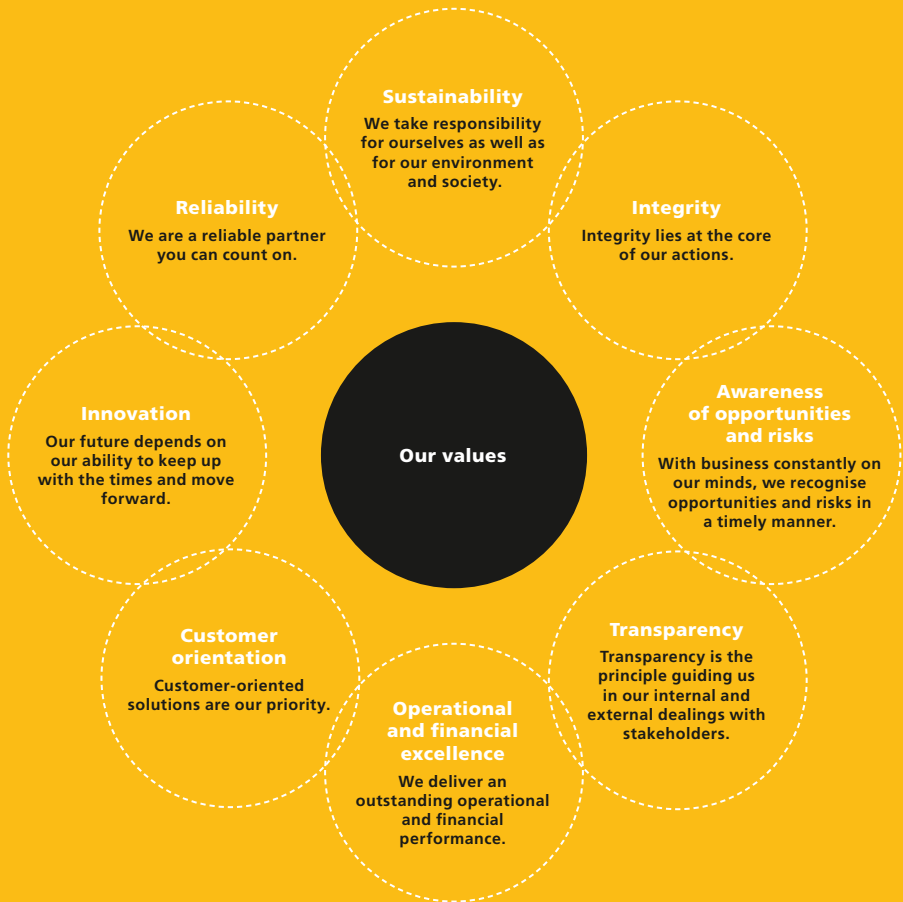 Sustainability
We take responsibility
for ourselves as well as
for our environment
and society.
Reliability
We are a reliable partner
you can count on.
Integrity
Integrity lies at the core
of our actions.
Innovation
Our future depends on
our ability to keep up
with the times and move
forward.
Our values
Awareness
of opportunities
and risks
With business constantly on
our minds, we recognise
opportunities and risks in
a timely manner.
Customer
orientation
Customer-oriented
solutions are our priority.
Transparency
Transparency is the
principle guiding us
in our internal and
external dealings with
stakeholders.
Operational
and financial
excellence
We deliver an
outstanding operational
and financial
performance.